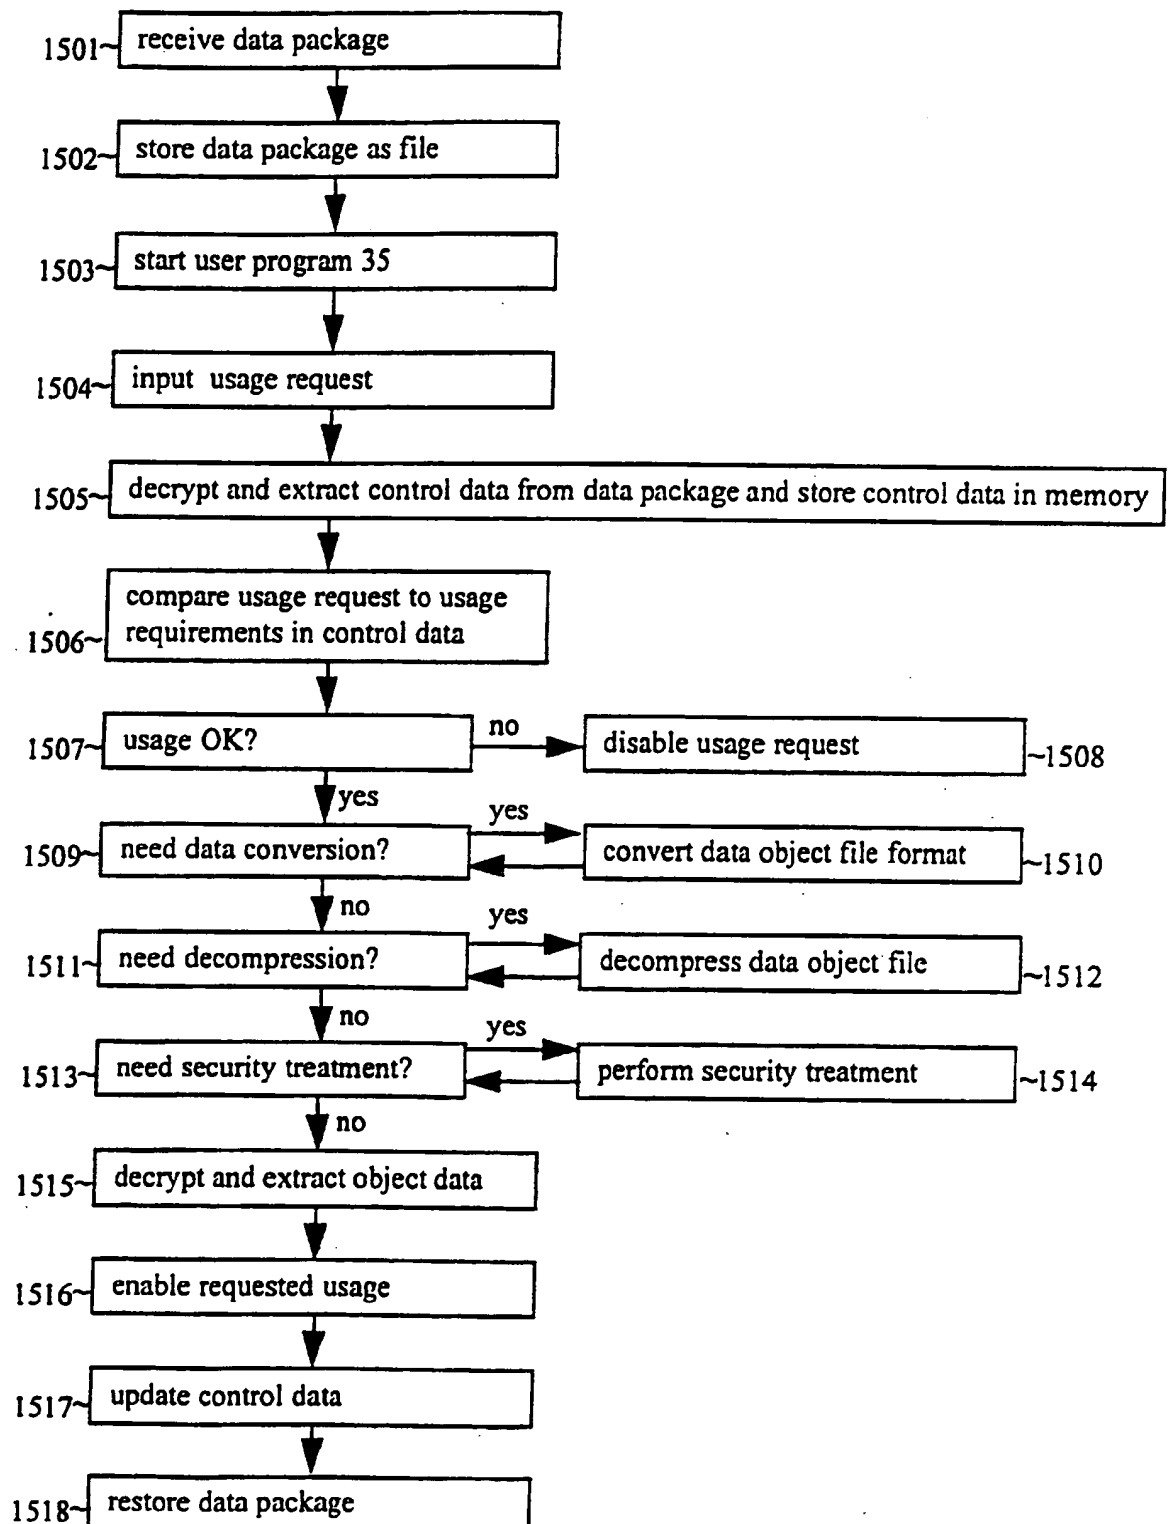 1501~ receive data package
1502~ store data package as file
1503~ start user program 35
1504~ input usage request
1505~ decrypt and extract control data from data package and store control data in memory
compare usage request to usage
1506~ requirements in control data
1507~ usage OK? no disable usage request ~1508
yes
yes
1509~ need data conversion? convert data object file format ~1510
no
yes
1511~ need decompression? decompress data object file ~1512
no
yes
1513~ need security treatment? perform security treatment ~1514
no
1515~ decrypt and extract object data
1516~ enable requested usage
1517~ update control data
1518~ restore data package